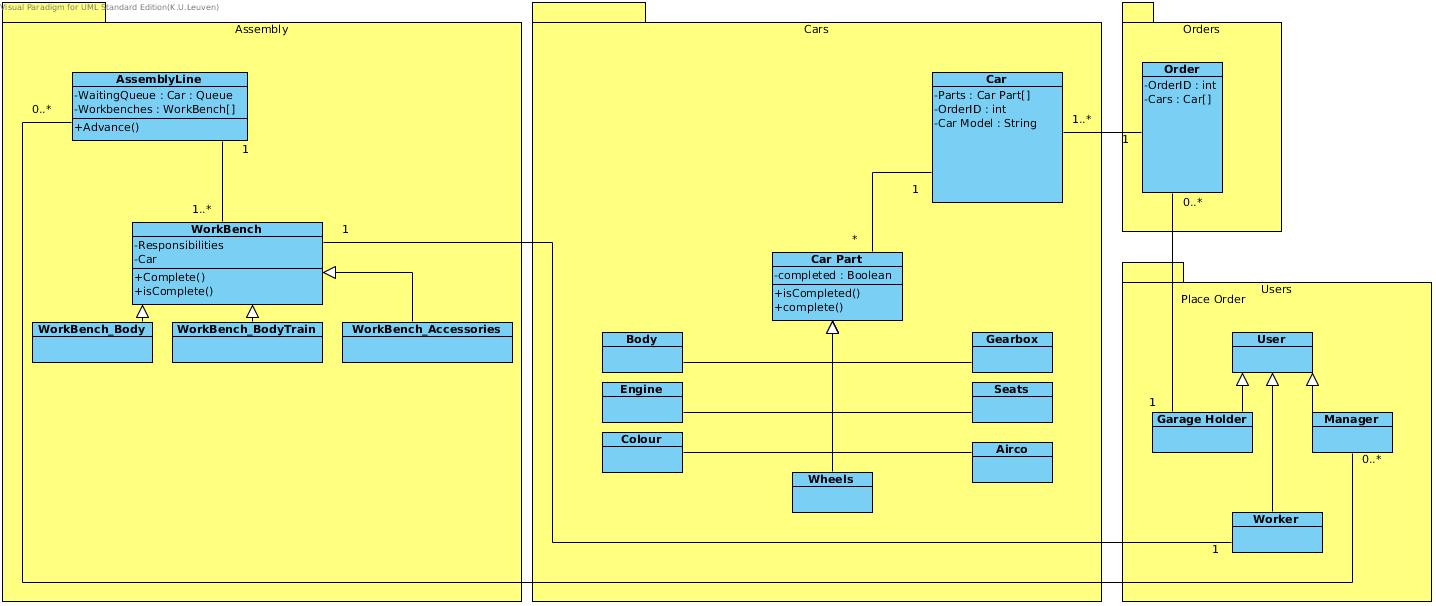 Visual Paradigm for UML Standard Edition(K.U.Leuven)
Assembly
AssemblyLine
-WaitingQueue : Car : Queue
-Workbenches : WorkBench[]
+Advance()
0..*
1
1..*
WorkBench
-Responsibilities
-Car
+Complete()
+isComplete()
1
WorkBench_Body
WorkBench_BodyTrain
WorkBench_Accessories
Cars
Car
-Parts : Car Part[]
-OrderID : int
-Car Model : String
1..*
1
1
*
Car Part
-completed : Boolean
+isCompleted()
+complete()
Body
Gearbox
Engine
Seats
Colour
Airco
Wheels
Orders
Order
-OrderID : int
-Cars : Car[]
0..*
Users
Place Order
User
1
Garage Holder
Manager
0..*
Worker
1